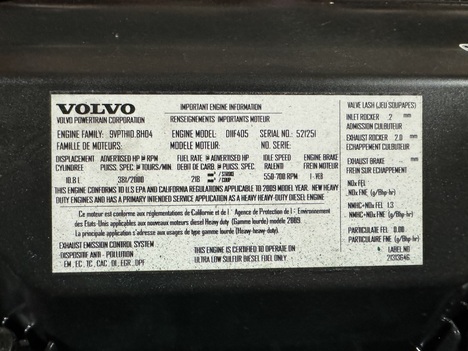 VOLVO
VOLVO POWERTRAIN CORPORATION
IMPORTANT ENGINE INFORMATION
RENSEIGNEMENTS IMPORTANTS MOTEUR
ENGINE FAMILY: 9VPTH10.8H04 ENGINE MODEL: D11F405 SERIAL NO.: 521251
FAMILLE DE MOTEURS: MODELE MOTEUR: NO. SERIE:
DISPLACEMENT ADVERTISED HP @ RPM FUEL RATE @ ADVERTISED HP IDLE SPEED ENGINE BRAKE
CYLINDREE PUISS. SPEC @ TOURS/MIN DEBIT DE CARB @ PUISS. SPEC RALENTI FREIN MOTEUR
10.8 L 218 mm³ / STROKE 550-700 RPM 1-VEB
mm³ / COUP
THIS ENGINE CONFORMS TO U.S EPA AND CALIFORNIA REGULATIONS APPLICABLE TO 2009 MODEL YEAR. NEW HEAVY
DUTY ENGINES AND HAS A PRIMARY INTENDED SERVICE APPLICATION AS A HEAVY HEAVY-DUTY DIESEL ENGINE
Ce moteur est conforme aux reglementations de Californie et de l' Agence de Protection de l' Environnement
des Etats-Unis applicables aux nouveaux moteurs diesel Heavy duty (Gamme lourde) modele 2009.
La principale application a usages de type gamme lourde (Heavy-heavy-duty).
EXHAUST EMISSION CONTROL SYSTEM
DISPOSITIF ANTI - POLLUTION
EM, EC, TC, CAC, DI, EGR, DPF
THIS ENGINE IS CERTIFIED TO OPERATE ON
ULTRA LOW SULFUR DIESEL FUEL ONLY
VALVE LASH (JEU SOUPAPES)
INLET ROCKER .2 mm
ADMISSION CULBUTEUR
EXHAUST ROCKER 2.0 mm
ECHAPPEMENT CULBUTEUR
EXHAUST BRAKE - mm
FREIN SUR ECHAPPEMENT
NOx FEL
NOx FNE (g/Bhp-hr)
NMHC+NOx FEL 1.3
NMHC+NOx FNE (g/Bhp-hr)
PARTICULATE FEL 0.00
PARTICULAIRE FNE (g/Bhp-hr)
LABEL NO
21313646